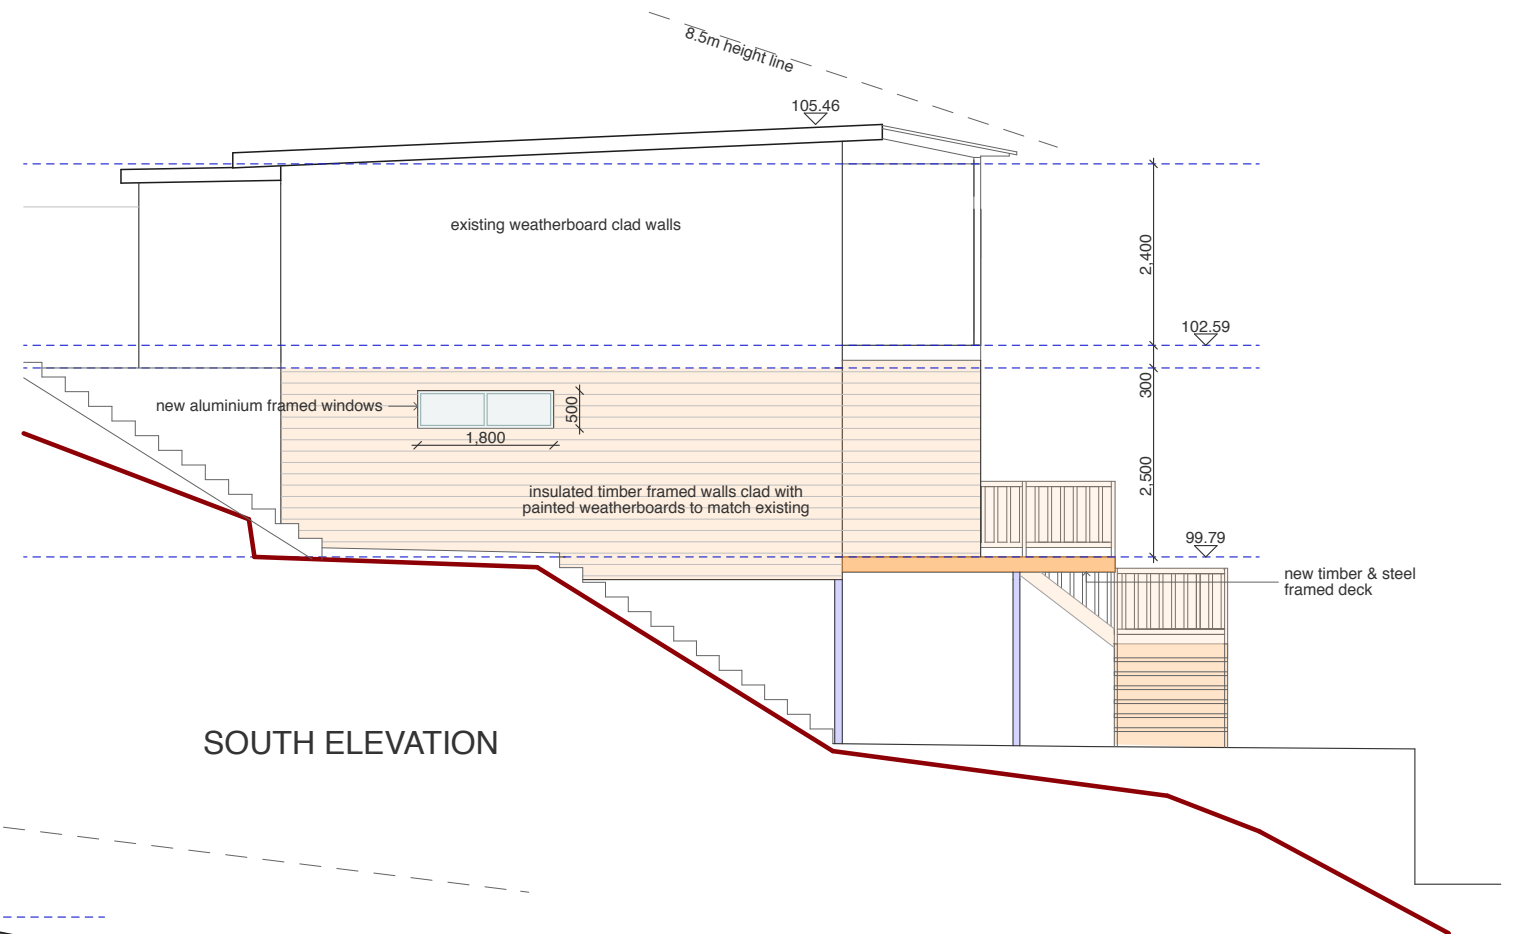 8.5m height line
105.46
existing weatherboard clad walls
2,400
102.59
300
new aluminium framed windows
500
1,800
2,500
insulated timber framed walls clad with
painted weatherboards to match existing
99.79
new timber & steel
framed deck
SOUTH ELEVATION